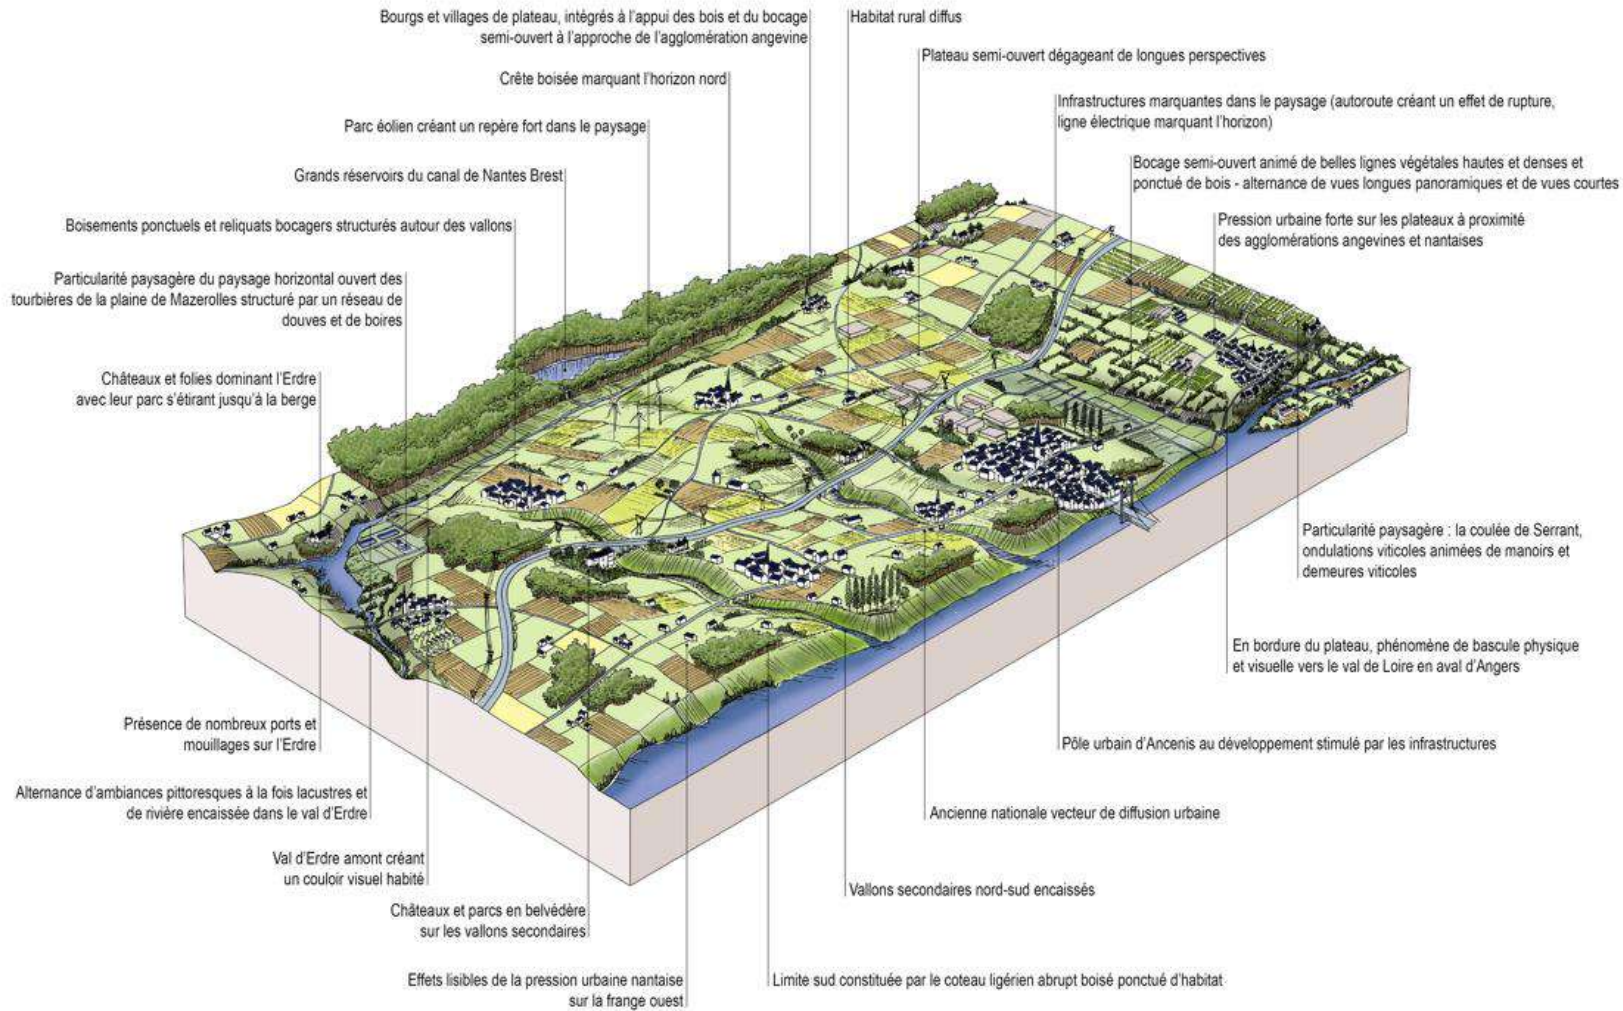 Bourgs et villages de plateau, intégrés à l'appui des bois et du bocage
semi-ouvert à l'approche de l'agglomération angevine
Habitat rural diffus
Plateau semi-ouvert dégageant de longues perspectives
Crête boisée marquant l'horizon nord
Infrastructures marquantes dans le paysage (autoroute créant un effet de rupture,
ligne électrique marquant l'horizon)
Parc éolien créant un repère fort dans le paysage
Bocage semi-ouvert animé de belles lignes végétales hautes et denses et
ponctué de bois - alternance de vues longues panoramiques et de vues courtes
Grands réservoirs du canal de Nantes Brest
Pression urbaine forte sur les plateaux à proximité
des agglomérations angevines et nantaises
Boisements ponctuels et reliquats bocagers structurés autour des vallons
Particularité paysagère du paysage horizontal ouvert des
tourbières de la plaine de Mazerolles structuré par un réseau de
douves et de boires
Châteaux et folies dominant l'Erdre
avec leur parc s'étirant jusqu'à la berge
Particularité paysagère : la coulée de Serrant,
ondulations viticoles animées de manoirs et
demeures viticoles
En bordure du plateau, phénomène de bascule physique
et visuelle vers le val de Loire en aval d'Angers
Présence de nombreux ports et
mouillages sur l'Erdre
Pôle urbain d'Ancenis au développement stimulé par les infrastructures
Alternance d'ambiances pittoresques à la fois lacustres et
de rivière encaissée dans le val d'Erdre
Ancienne nationale vecteur de diffusion urbaine
Val d'Erdre amont créant
un couloir visuel habité
Vallons secondaires nord-sud encaissés
Châteaux et parcs en belvédère
sur les vallons secondaires
Effets lisibles de la pression urbaine nantaise
sur la frange ouest
Limite sud constituée par le coteau ligérien abrupt boisé ponctué d'habitat